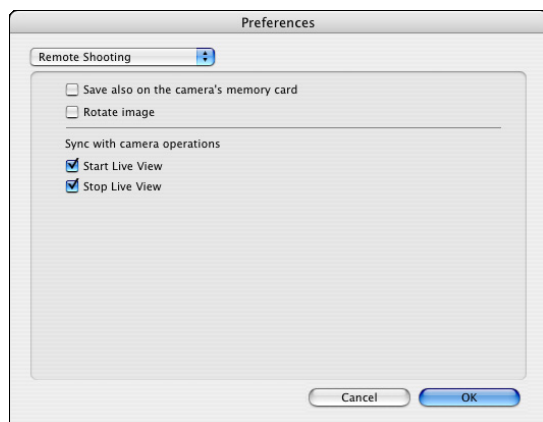 Preferences
Remote Shooting
Save also on the camera's memory card
Rotate image
Sync with camera operations
Start Live View
Stop Live View
Cancel OK